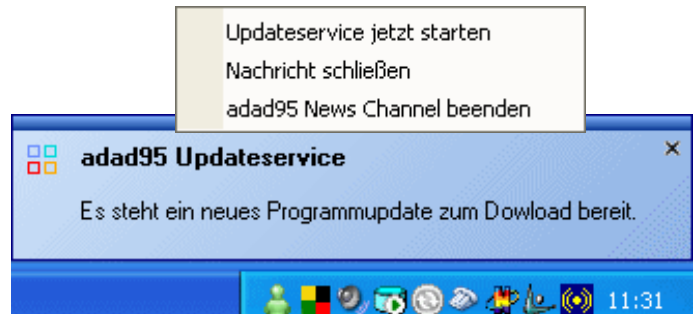 Updateservice jetzt starten
Nachricht schließen
adad95 News Channel beenden
adad95 Updateservice
Es steht ein neues Programmupdate zum Dowload bereit.
11:31